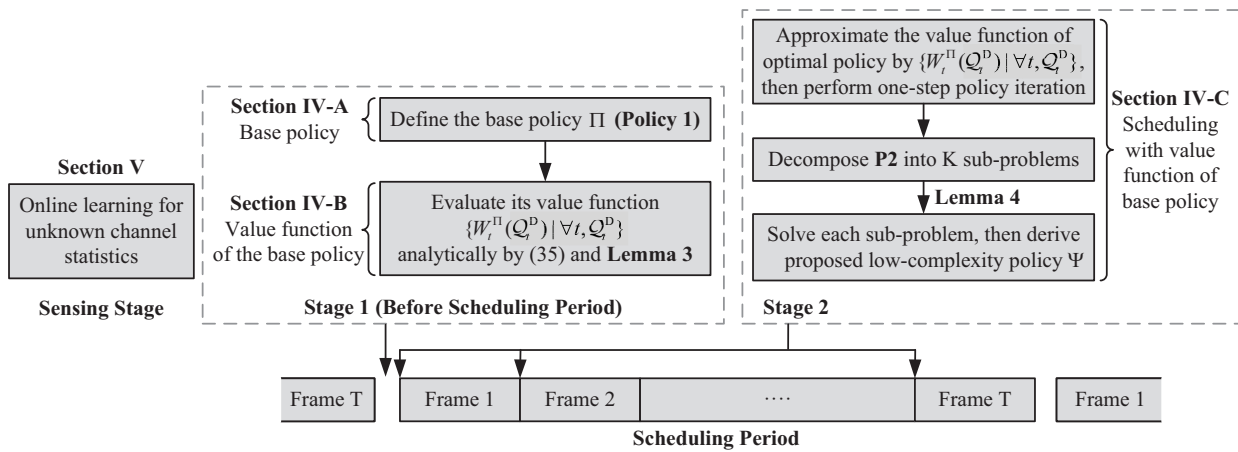 Section V
Online learning for
unknown channel
statistics
Sensing Stage
Section IV-A
Base policy
Define the base policy Π (Policy 1)
Section IV-B
Value function
of the base policy
Evaluate its value function
{W_t^Π(𝒬_t^D) | ∀t, 𝒬_t^D}
analytically by (35) and Lemma 3
Stage 1 (Before Scheduling Period)
Approximate the value function of
optimal policy by {W_t^Π(𝒬_t^D) | ∀t, 𝒬_t^D},
then perform one-step policy iteration
Decompose P2 into K sub-problems
Lemma 4
Solve each sub-problem, then derive
proposed low-complexity policy Ψ
Section IV-C
Scheduling
with value
function of
base policy
Stage 2
Frame T
Frame 1
Frame 2
····
Frame T
Frame 1
Scheduling Period